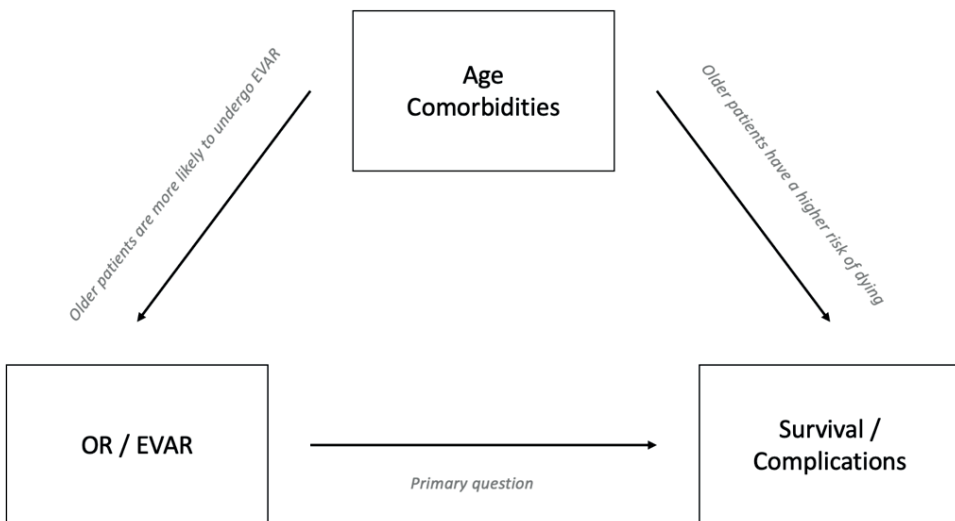 Age
Comorbidities
Older patients are more likely to undergo EVAR
Older patients have a higher risk of dying
OR / EVAR
Primary question
Survival /
Complications